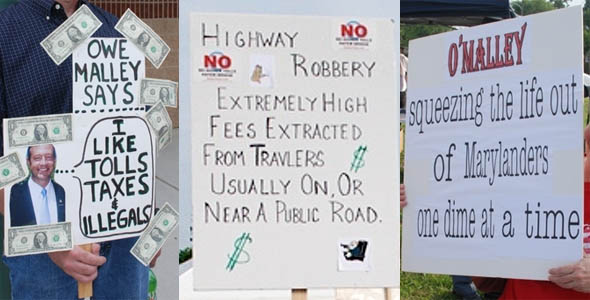 OWE
MALLEY
SAYS
I
LIKE
TOLLS
TAXES
&
ILLEGALS
HIGHWAY
ROBBERY
NO
NO
EXTREMELY HIGH
FEES EXTRACTED
FROM TRAVLERS $
USUALLY ON, OR
NEAR A PUBLIC ROAD.
$
O'MALLEY
squeezing the life out
of Marylanders
one dime at a time